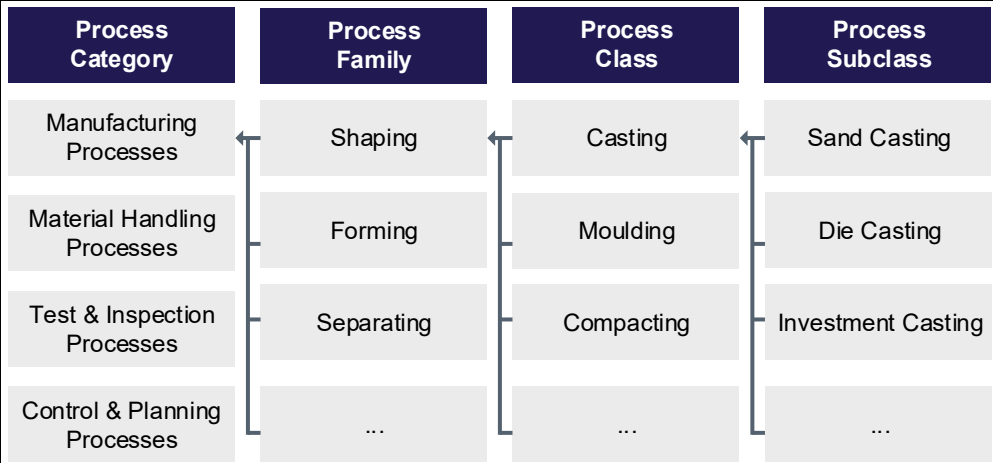 Process
Category
Process
Family
Process
Class
Process
Subclass
Manufacturing
Processes
Shaping
Casting
Sand Casting
Material Handling
Processes
Forming
Moulding
Die Casting
Test & Inspection
Processes
Separating
Compacting
Investment Casting
Control & Planning
Processes
...
...
...